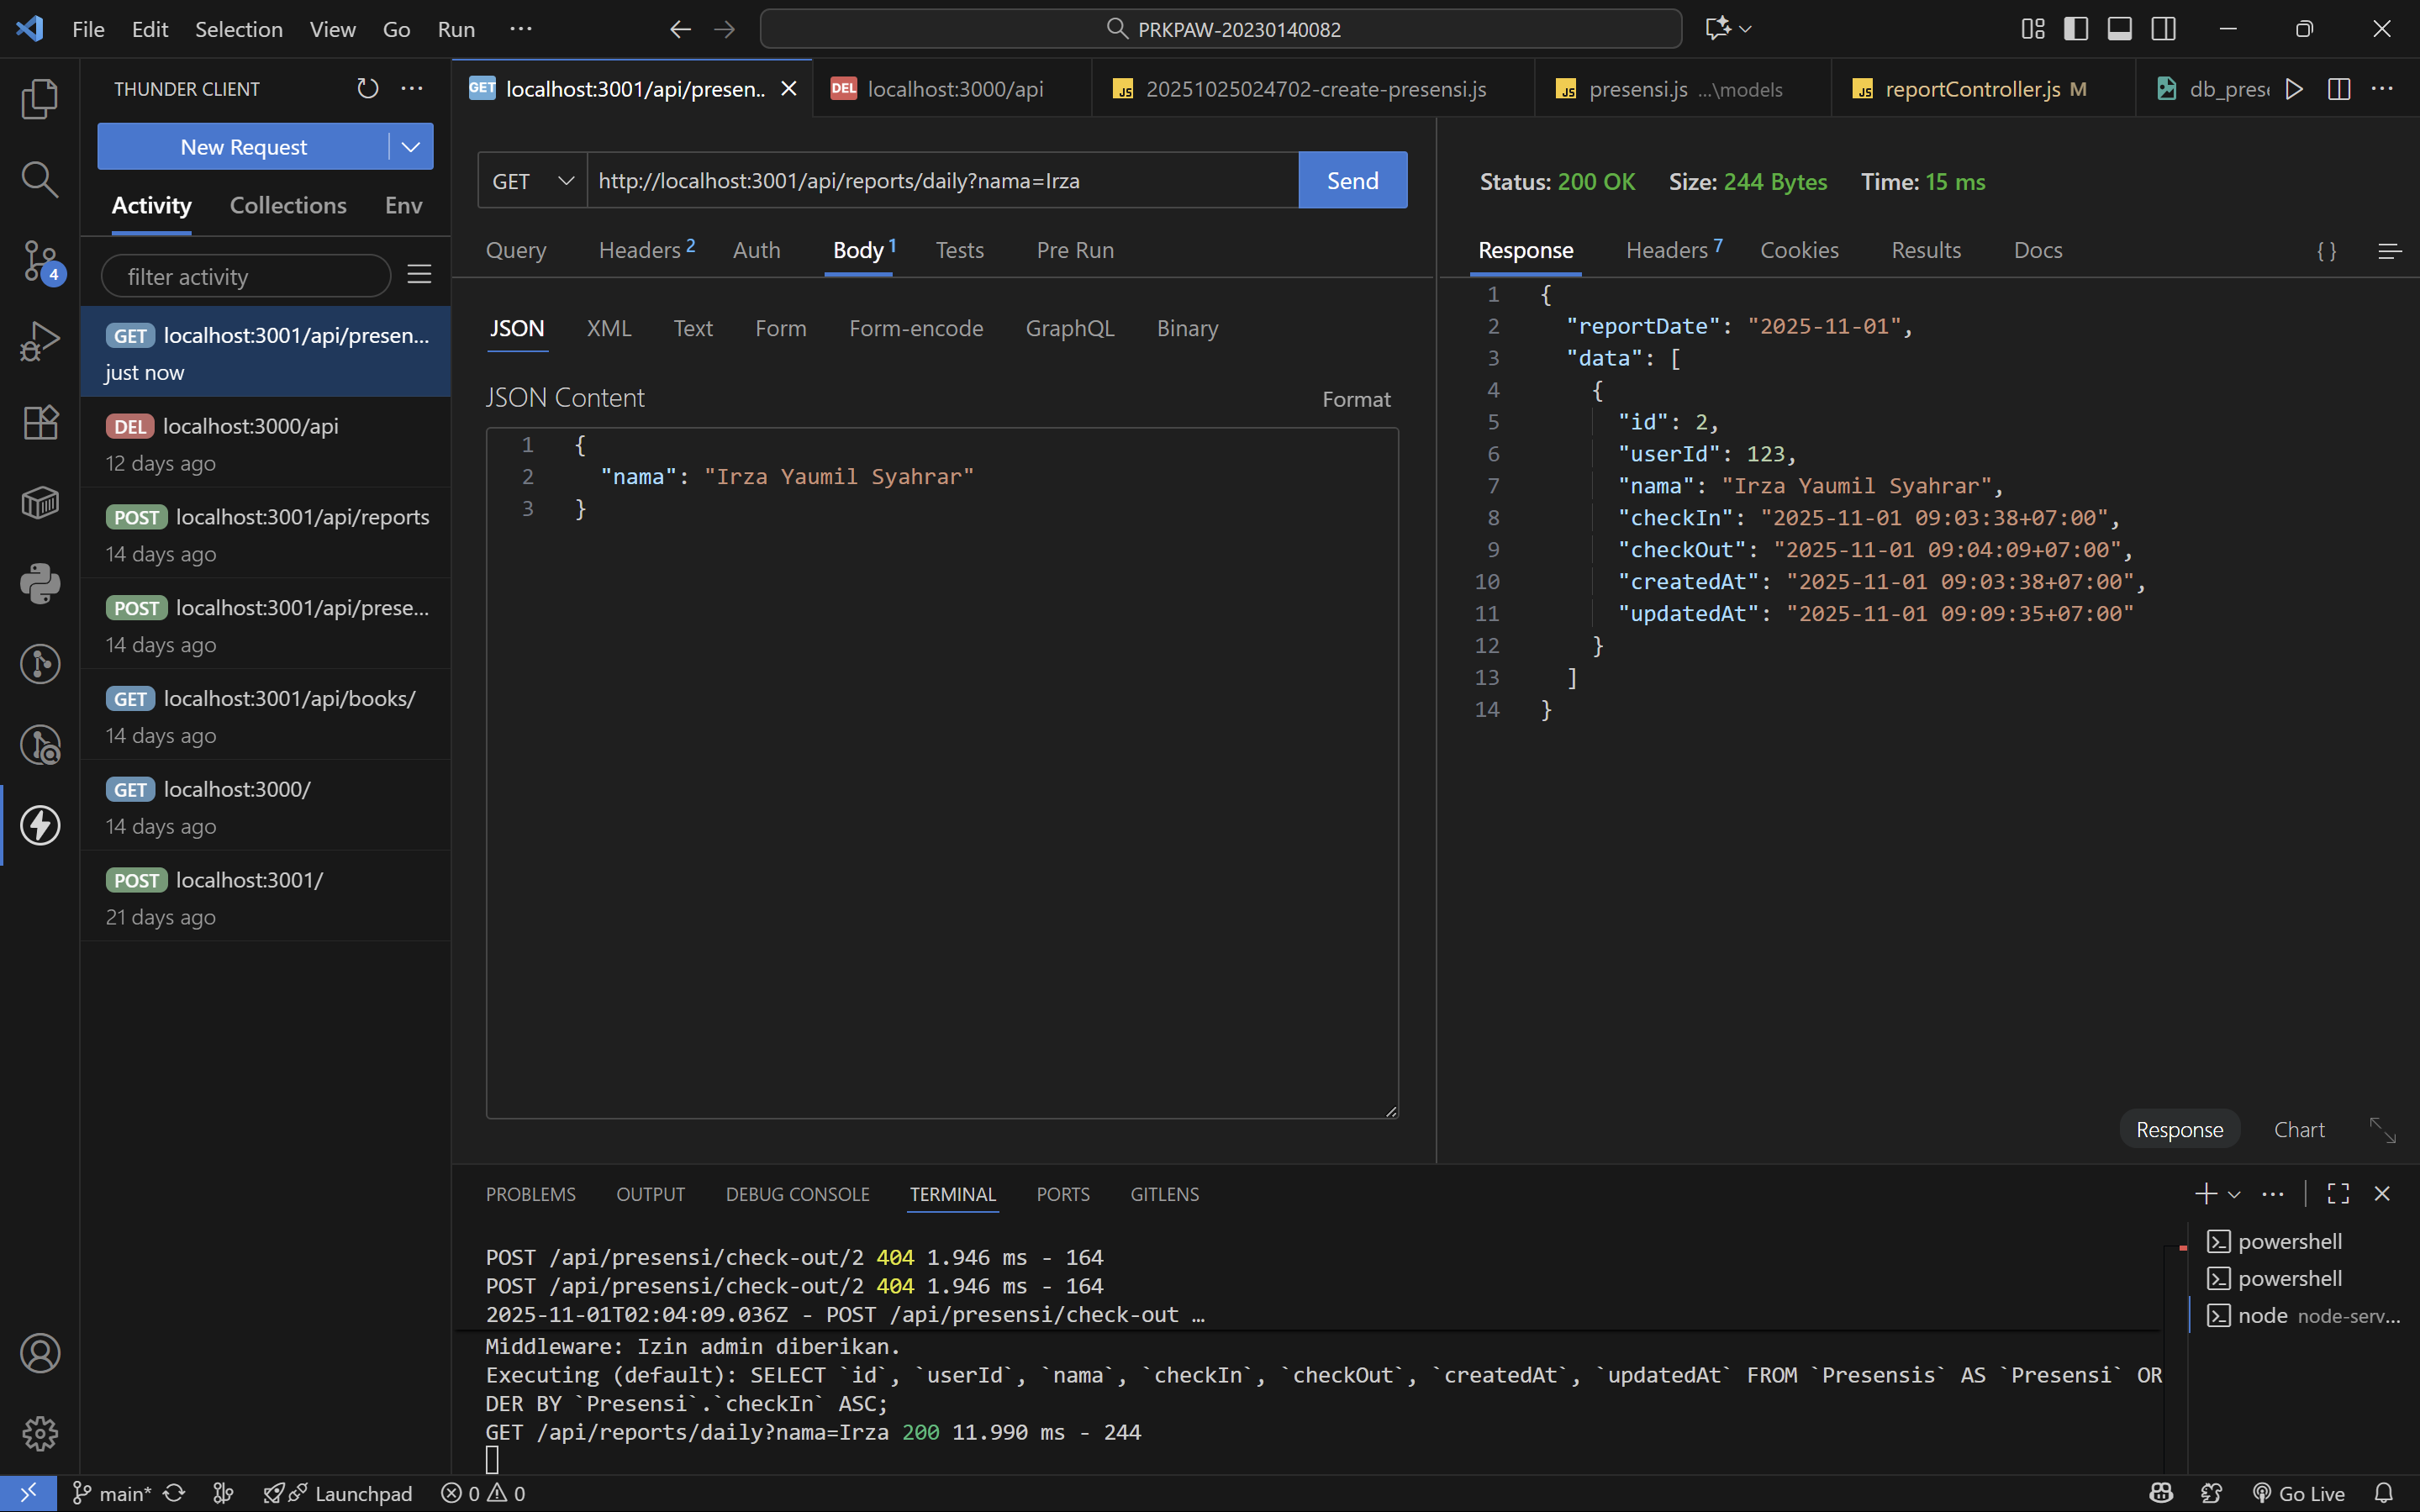 File Edit Selection View Go Run ···
PRKPAW-20230140082
THUNDER CLIENT
New Request
Activity Collections Env
filter activity
GET localhost:3001/api/presen...
just now
DEL localhost:3000/api
12 days ago
POST localhost:3001/api/reports
14 days ago
POST localhost:3001/api/prese...
14 days ago
GET localhost:3001/api/books/
14 days ago
GET localhost:3000/
14 days ago
POST localhost:3001/
21 days ago
4
GET localhost:3001/api/presen..
DEL localhost:3000/api
JS 20251025024702-create-presensi.js
JS presensi.js ...\models
JS reportController.js M
db_prese
GET http://localhost:3001/api/reports/daily?nama=Irza Send
Query Headers 2 Auth Body 1 Tests Pre Run
JSON XML Text Form Form-encode GraphQL Binary
JSON Content Format
1 {
2 "nama": "Irza Yaumil Syahrar"
3 }
Status: 200 OK Size: 244 Bytes Time: 15 ms
Response Headers 7 Cookies Results Docs { }
1 {
2 "reportDate": "2025-11-01",
3 "data": [
4 {
5 "id": 2,
6 "userId": 123,
7 "nama": "Irza Yaumil Syahrar",
8 "checkIn": "2025-11-01 09:03:38+07:00",
9 "checkOut": "2025-11-01 09:04:09+07:00",
10 "createdAt": "2025-11-01 09:03:38+07:00",
11 "updatedAt": "2025-11-01 09:09:35+07:00"
12 }
13 ]
14 }
Response Chart
PROBLEMS OUTPUT DEBUG CONSOLE TERMINAL PORTS GITLENS
POST /api/presensi/check-out/2 404 1.946 ms - 164
POST /api/presensi/check-out/2 404 1.946 ms - 164
2025-11-01T02:04:09.036Z - POST /api/presensi/check-out …
Middleware: Izin admin diberikan.
Executing (default): SELECT `id`, `userId`, `nama`, `checkIn`, `checkOut`, `createdAt`, `updatedAt` FROM `Presensis` AS `Presensi` OR
DER BY `Presensi`.`checkIn` ASC;
GET /api/reports/daily?nama=Irza 200 11.990 ms - 244
powershell
powershell
node node-serv...
main* Launchpad 0 0 Go Live